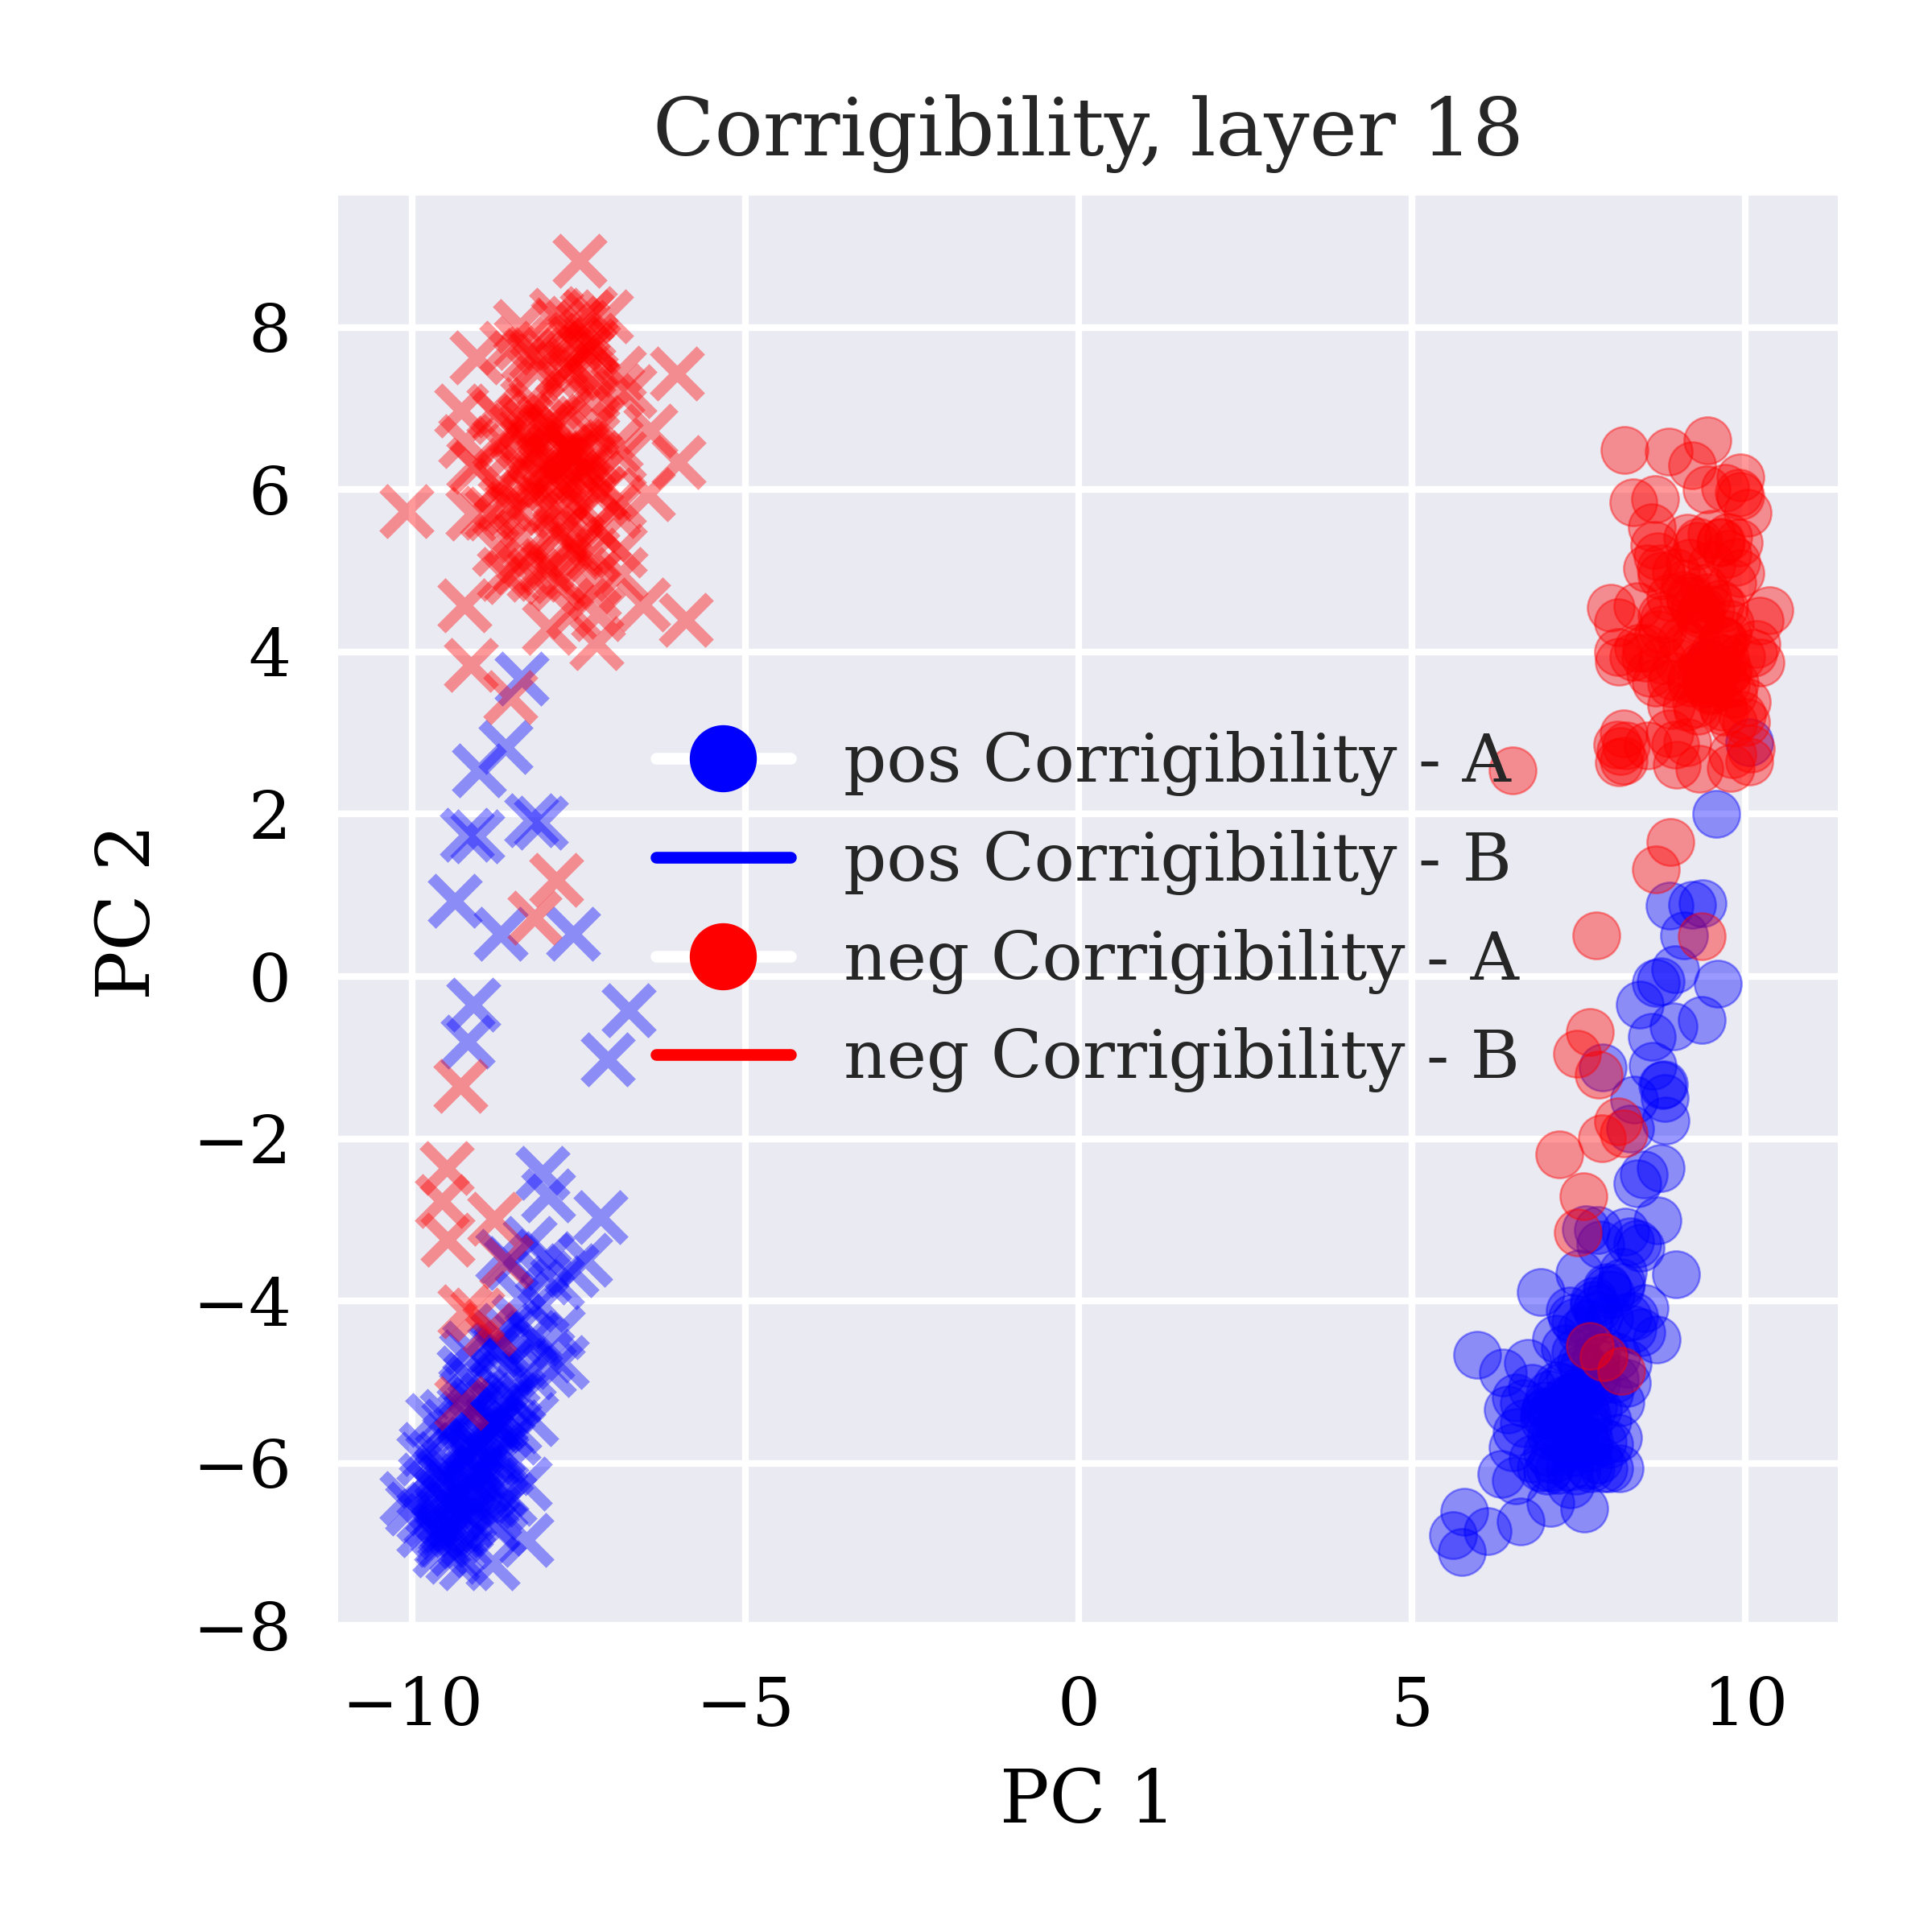 Corrigibility, layer 18
8
6
4
2
0
−2
−4
−6
−8
PC 2
pos Corrigibility - A
pos Corrigibility - B
neg Corrigibility - A
neg Corrigibility - B
−10 −5 0 5 10
PC 1